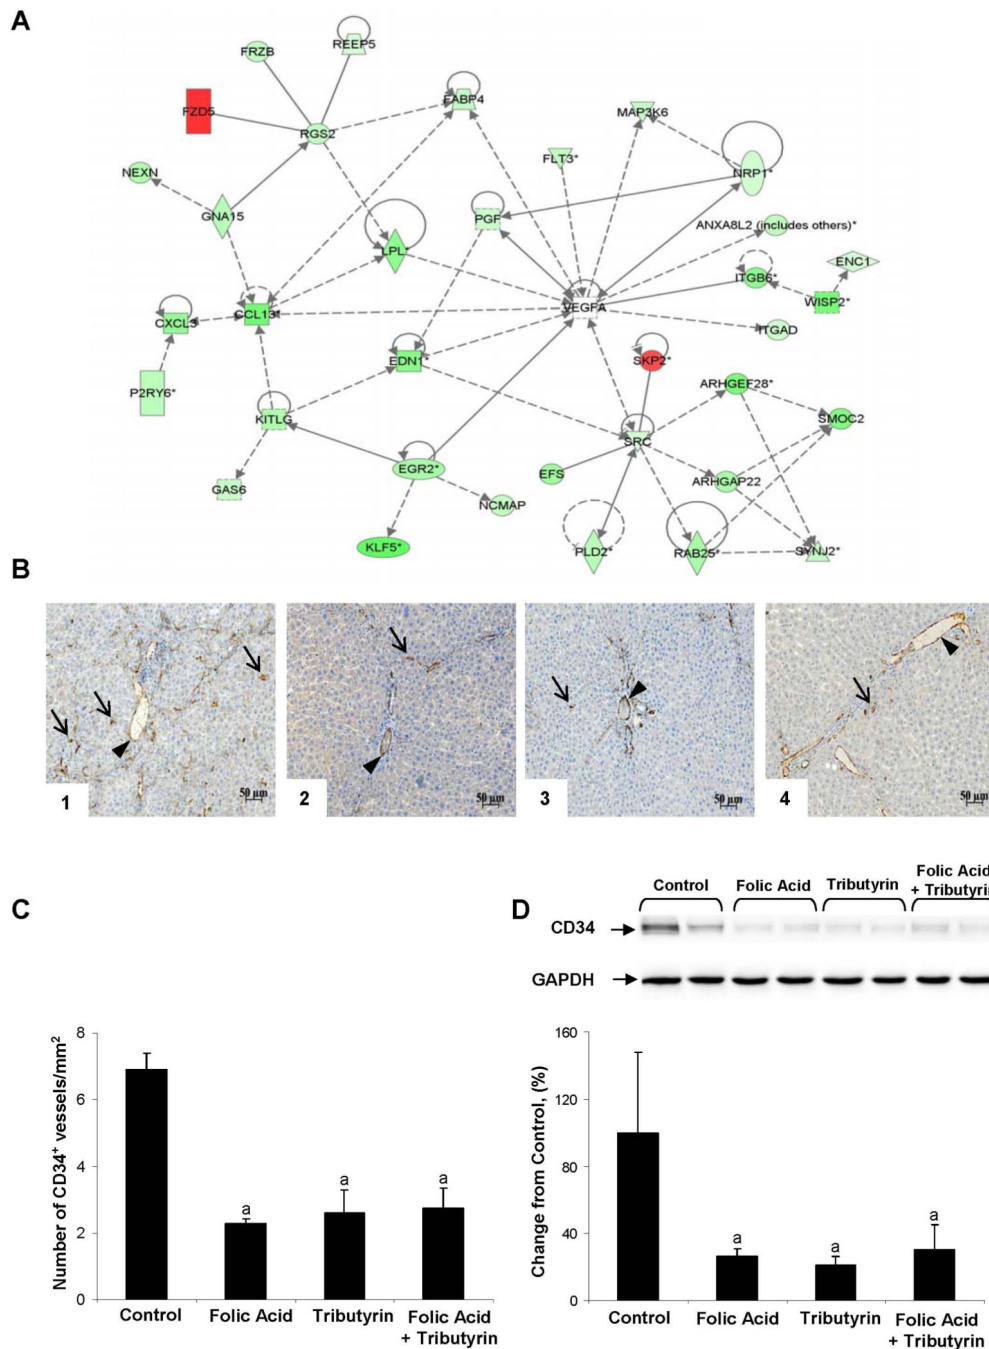 A
REEP5
FRZB
FZD5
FABP4
MAP3K6
RGS2
FLT3*
NRP1*
NEXN
GNA15
PGF
ANXA8L2 (includes others)*
LPL*
ENC1
ITGB6*
WISP2*
VEGFA
CXCL3
CCL13*
ITGAD
EDN1*
SKP2*
P2RY6*
ARHGEF28*
KITLG
SMOC2
SRC
EGR2*
EFS
GAS6
ARHGAP22
NCMAP
KLF5*
PLD2*
RAB25*
SYNJ2*
B
1
50 µm
2
50 µm
3
50 µm
4
50 µm
C
Number of CD34+ vessels/mm2
8
6
4
2
0
a
a
a
Control
Folic Acid
Tributyrin
Folic Acid
+ Tributyrin
D
Control
Folic Acid
Tributyrin
Folic Acid
+ Tributyrin
CD34
GAPDH
Change from Control, (%)
160
120
80
40
0
a
a
a
Control
Folic Acid
Tributyrin
Folic Acid
+ Tributyrin